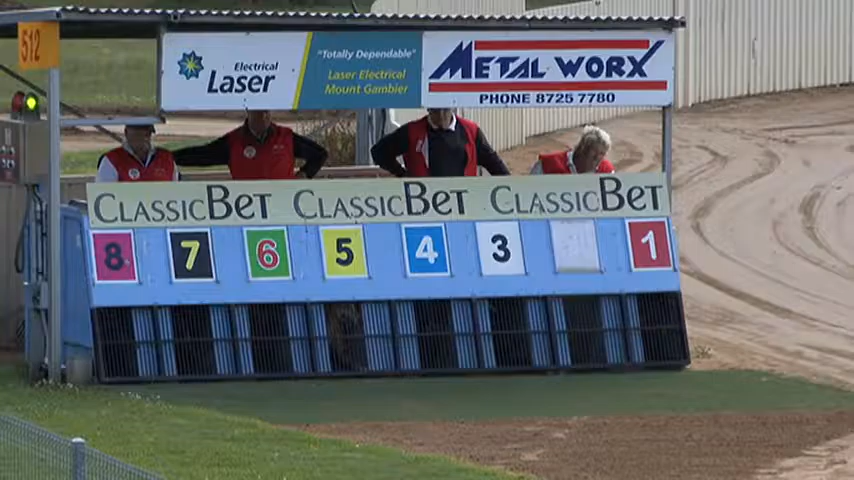 512
Electrical
Laser
"Totally Dependable"
Laser Electrical
Mount Gambier
METAL WORX
PHONE 8725 7780
CLASSICBET CLASSICBET CLASSICBET
8 7 6 5 4 3 1